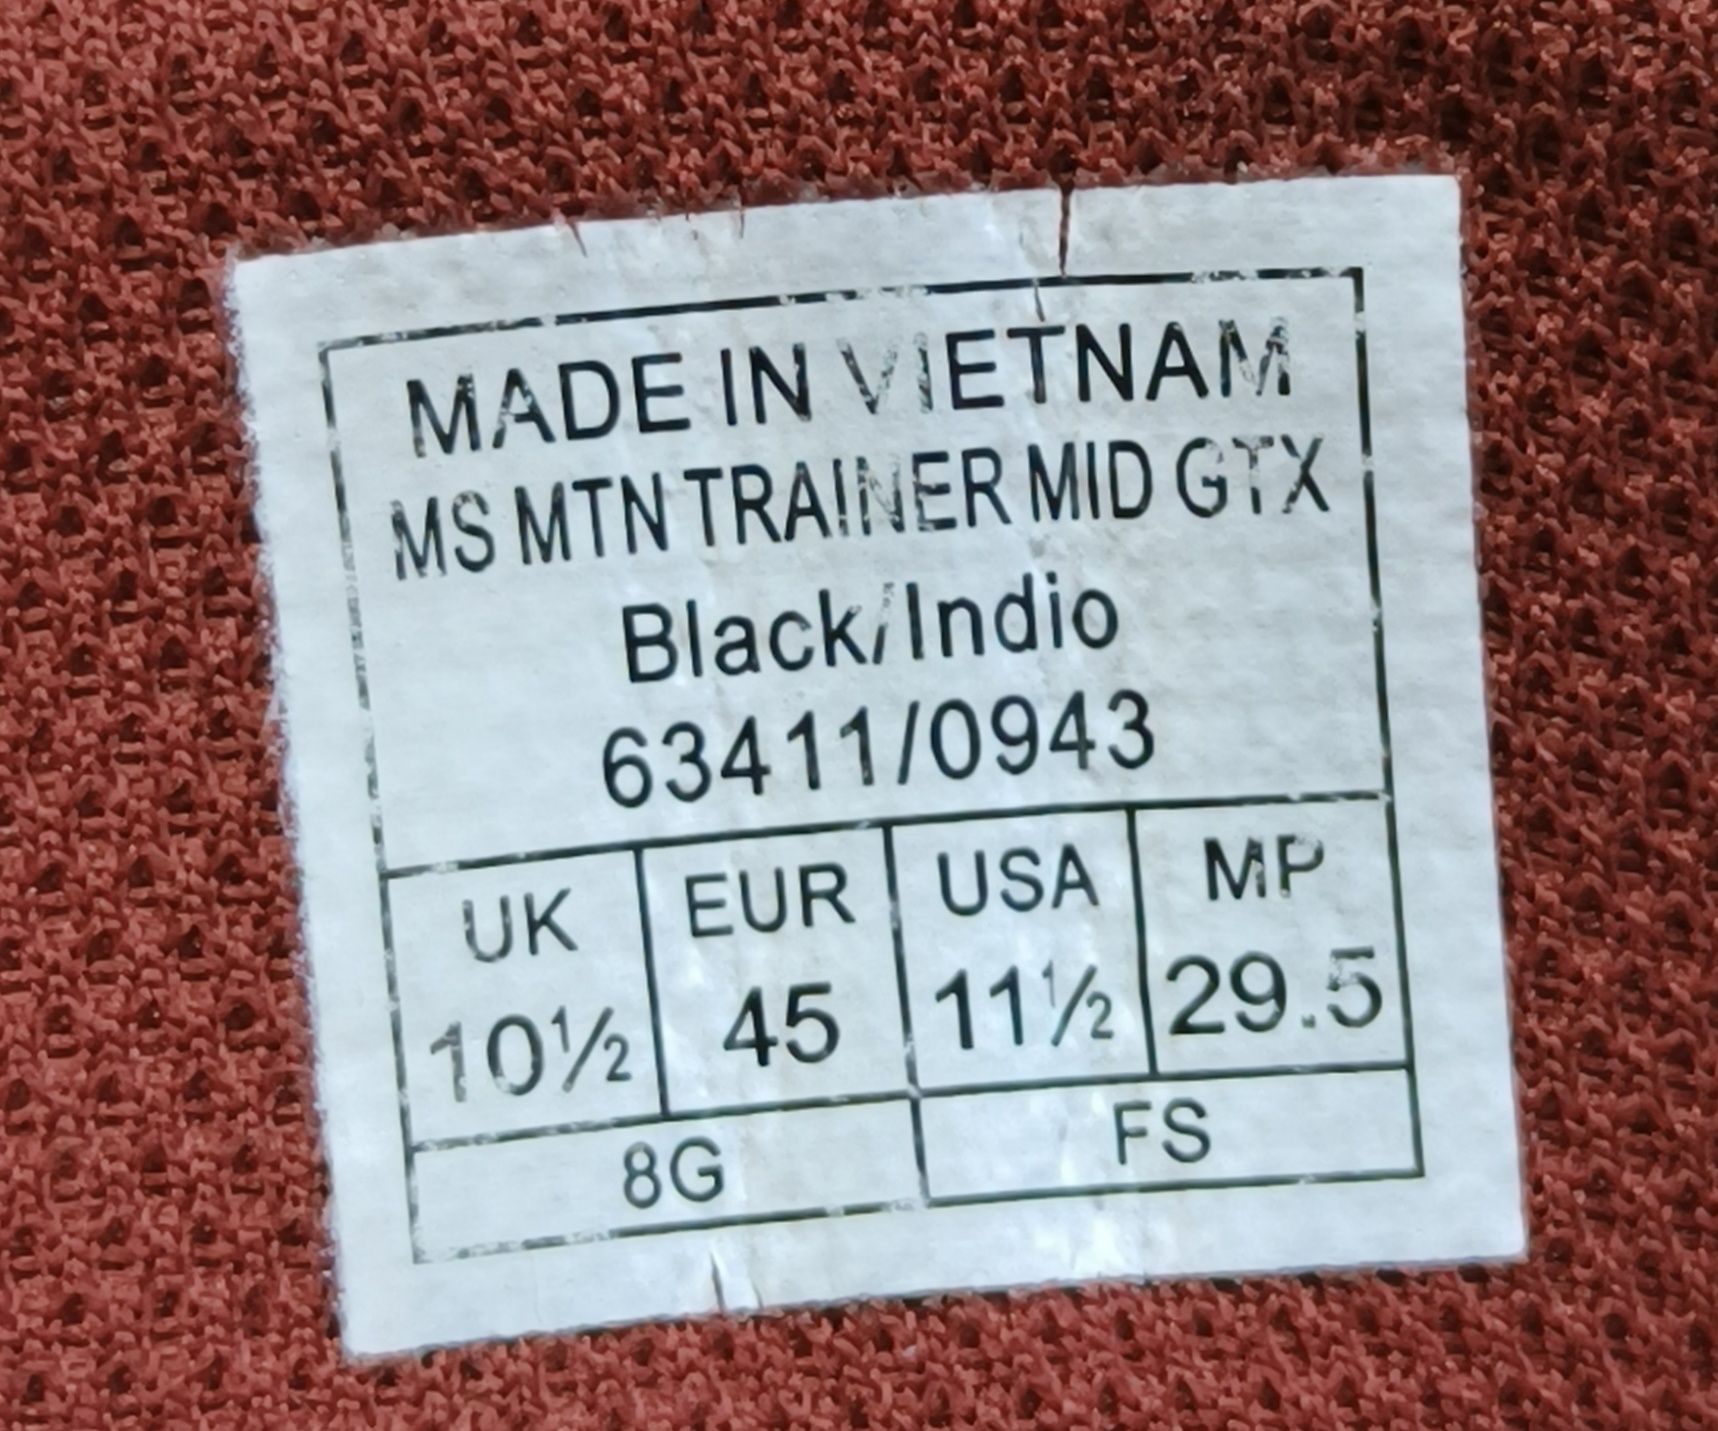 MADE IN VIETNAM
MS MTN TRAINER MID GTX
Black/Indio
63411/0943
UK EUR USA MP
10½ 45 11½ 29.5
8G FS